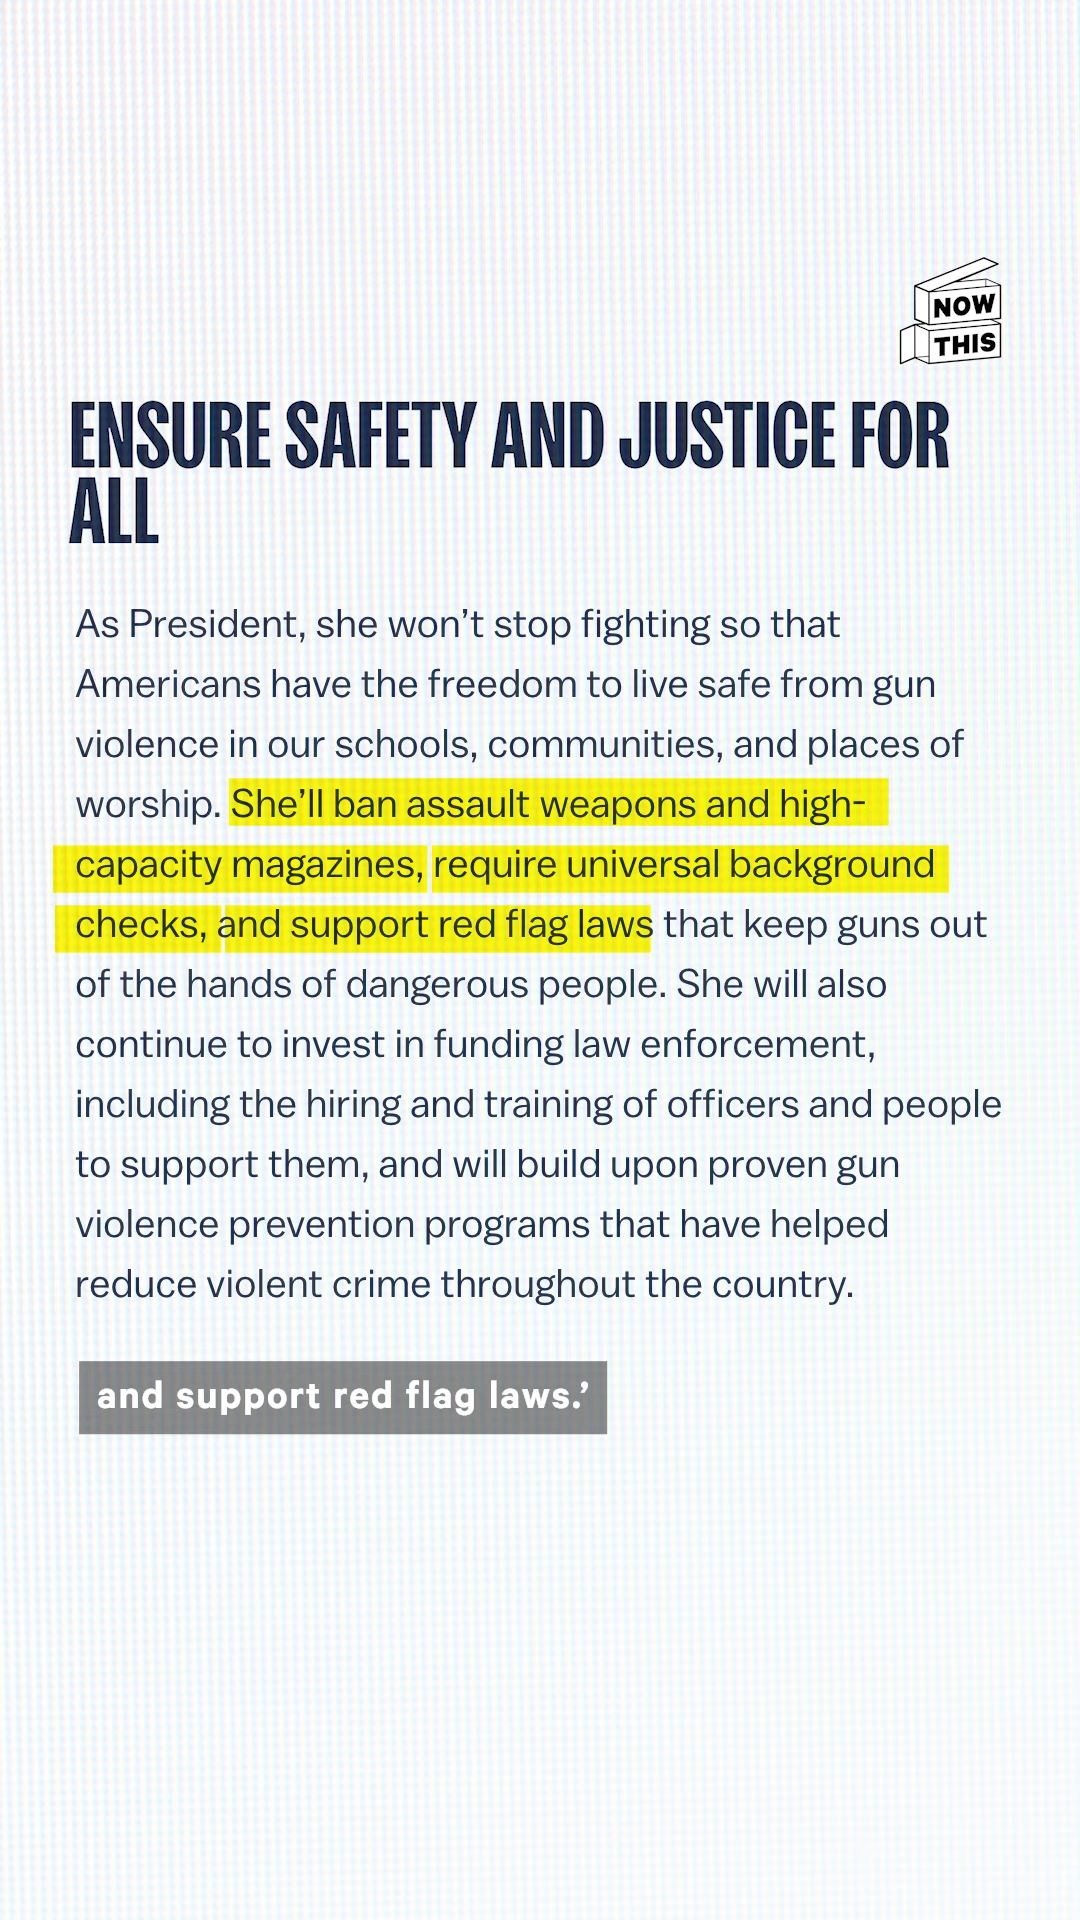 NOW
THIS
ENSURE SAFETY AND JUSTICE FOR
ALL
As President, she won’t stop fighting so that
Americans have the freedom to live safe from gun
violence in our schools, communities, and places of
worship. She’ll ban assault weapons and high-
capacity magazines, require universal background
checks, and support red flag laws that keep guns out
of the hands of dangerous people. She will also
continue to invest in funding law enforcement,
including the hiring and training of officers and people
to support them, and will build upon proven gun
violence prevention programs that have helped
reduce violent crime throughout the country.
and support red flag laws.’